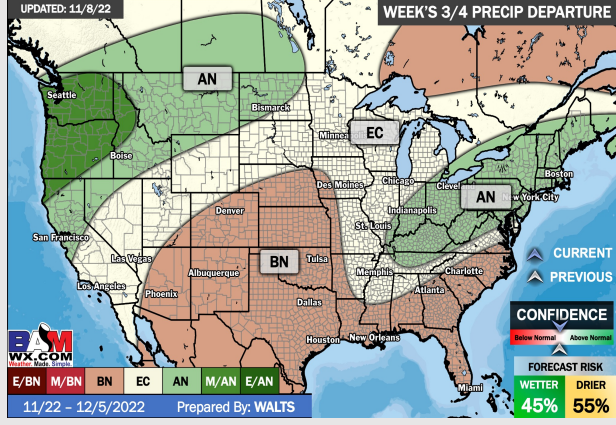 UPDATED: 11/8/22
WEEK'S 3/4 PRECIP DEPARTURE
Seattle
AN
Bismarck
Minnea
EC
Boise
Des Moines
Chicago
Clevel
Boston
AN
New York City
Denver
Indianapolis
St. Louis
San Francisco
Las Vegas
BN
Tulsa
Albuquerque
Memphis
Charlotte
Los Angeles
Phoenix
Dallas
Atlanta
Houston
New Orleans
Miami
CURRENT
PREVIOUS
CONFIDENCE
Below Normal
Above Normal
FORECAST RISK
WETTER
DRIER
45%
55%
BAM
WX.COM
Weather. Made. Simple.
E/BN M/BN BN EC AN M/AN E/AN
11/22 – 12/5/2022 Prepared By: WALTS